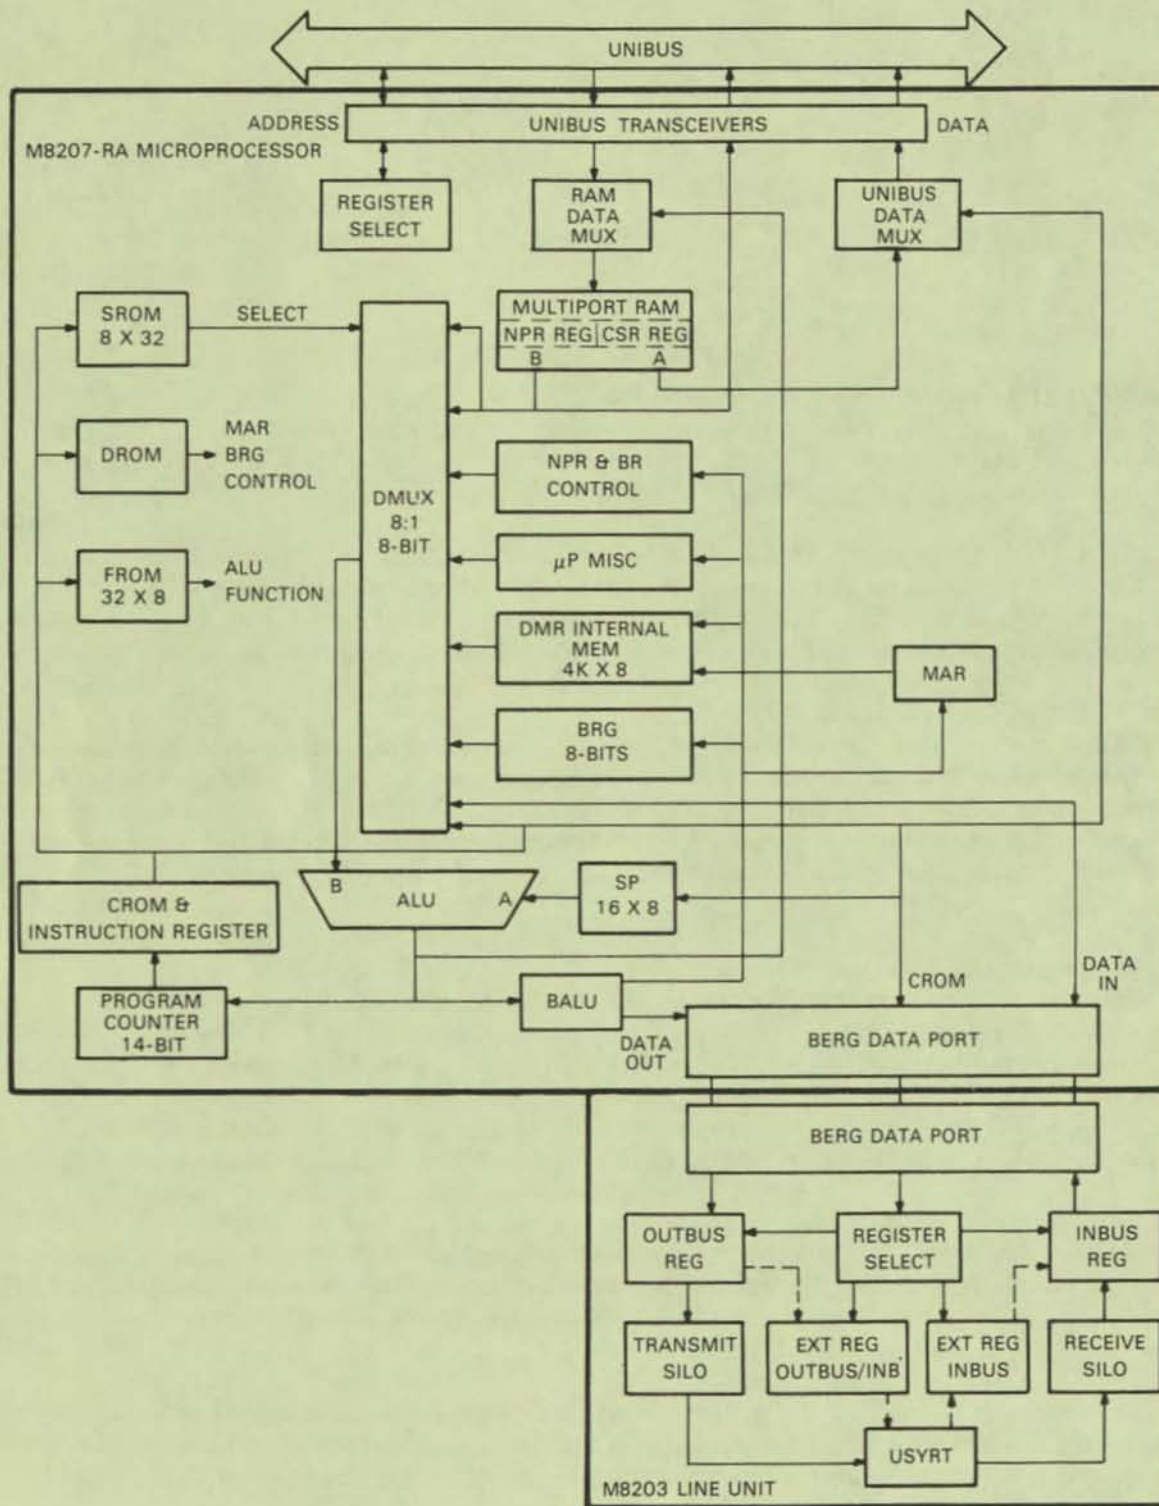 UNIBUS
ADDRESS
UNIBUS TRANSCEIVERS
DATA
M8207-RA MICROPROCESSOR
REGISTER
SELECT
RAM
DATA
MUX
UNIBUS
DATA
MUX
SROM
8 X 32
SELECT
MULTIPORT RAM
NPR REG
CSR REG
B
A
DROM
MAR
BRG
CONTROL
DMUX
8:1
8-BIT
NPR & BR
CONTROL
FROM
32 X 8
ALU
FUNCTION
μP MISC
DMR INTERNAL
MEM
4K X 8
MAR
BRG
8-BITS
CROM &
INSTRUCTION REGISTER
B
ALU
A
SP
16 X 8
PROGRAM
COUNTER
14-BIT
BALU
DATA
OUT
CROM
DATA
IN
BERG DATA PORT
BERG DATA PORT
OUTBUS
REG
REGISTER
SELECT
INBUS
REG
TRANSMIT
SILO
EXT REG
OUTBUS/INB
EXT REG
INBUS
RECEIVE
SILO
USYRT
M8203 LINE UNIT